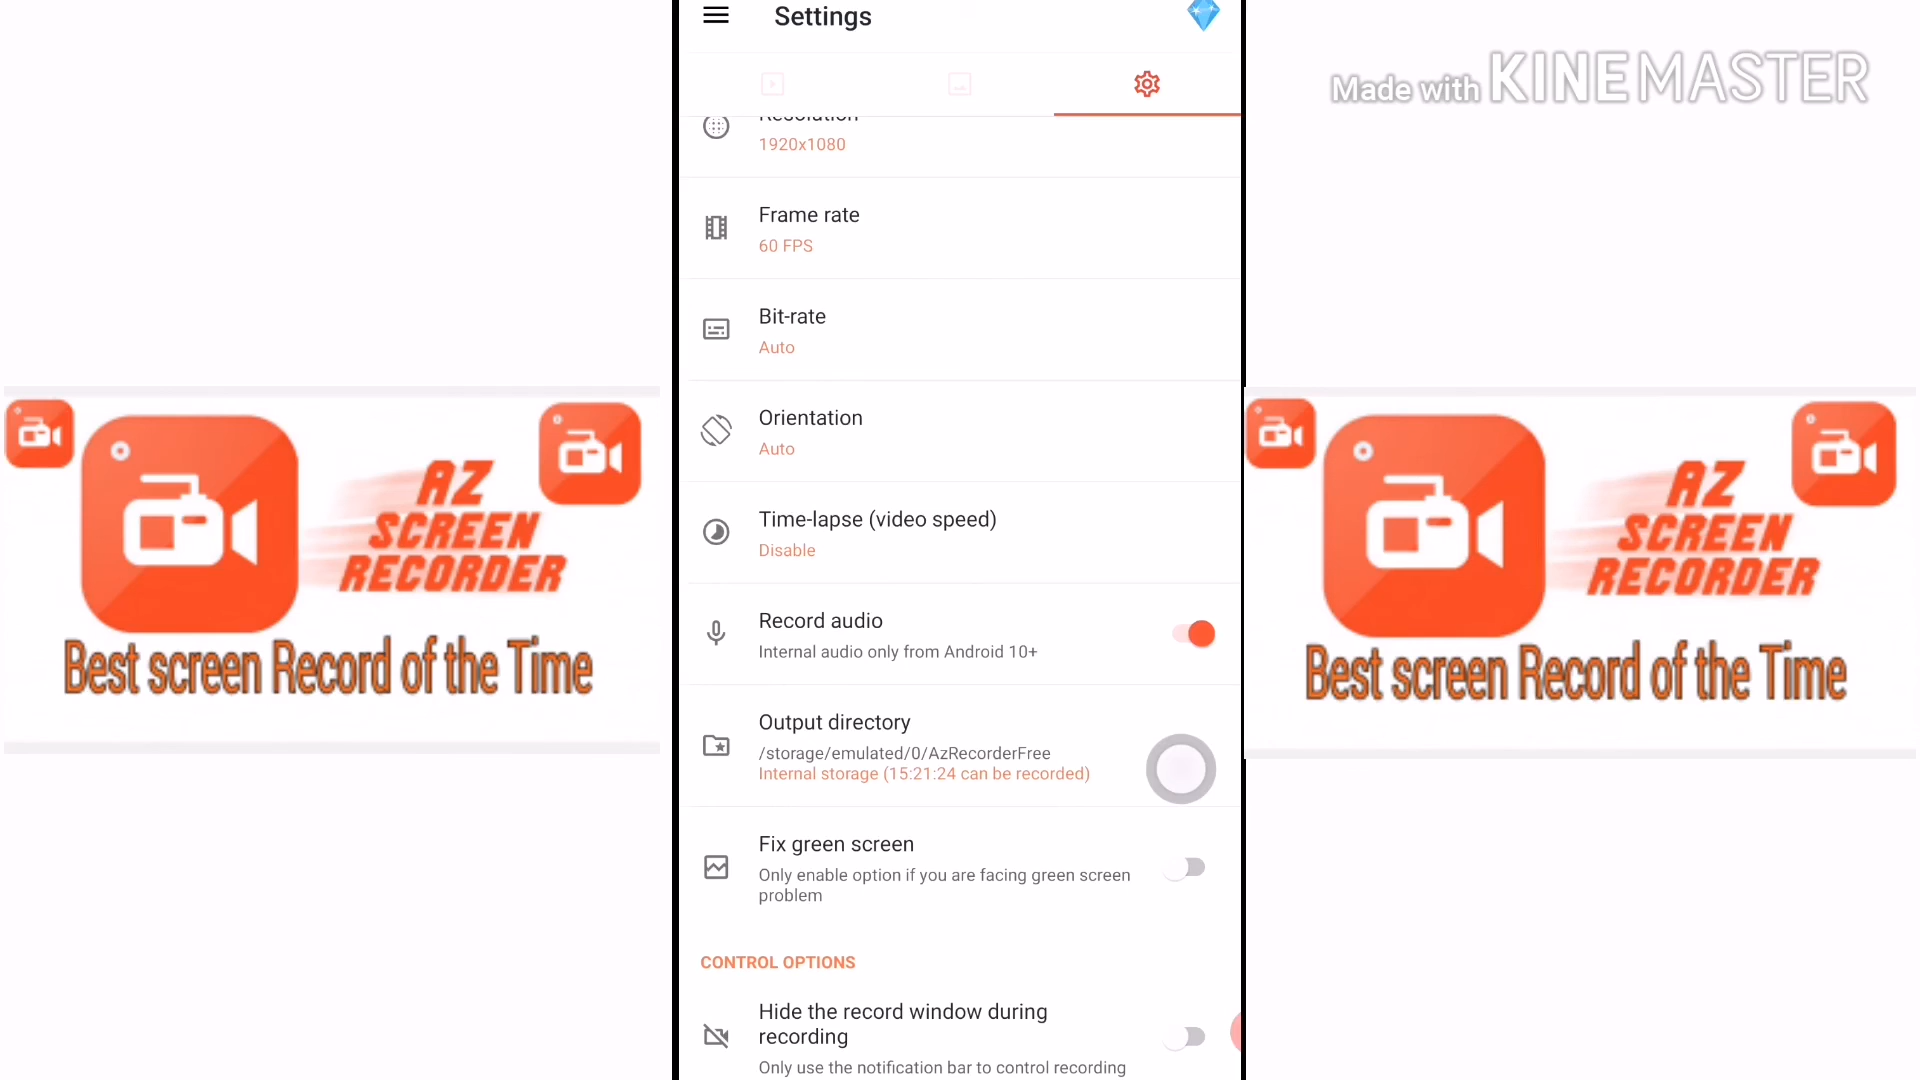 Settings
Made with KINEMASTER
Resolution
1920x1080
Frame rate
60 FPS
Bit-rate
Auto
Orientation
Auto
Time-lapse (video speed)
Disable
Record audio
Internal audio only from Android 10+
Output directory
/storage/emulated/0/AzRecorderFree
Internal storage (15:21:24 can be recorded)
Fix green screen
Only enable option if you are facing green screen
problem
CONTROL OPTIONS
Hide the record window during
recording
Only use the notification bar to control recording
AZ
SCREEN
RECORDER
Best screen Record of the Time
AZ
SCREEN
RECORDER
Best screen Record of the Time